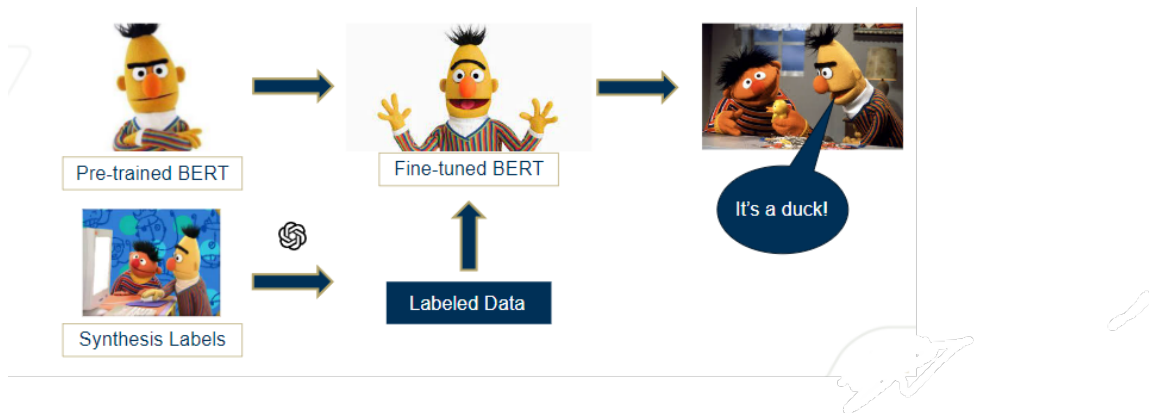 Pre-trained BERT
Fine-tuned BERT
It's a duck!
Synthesis Labels
Labeled Data